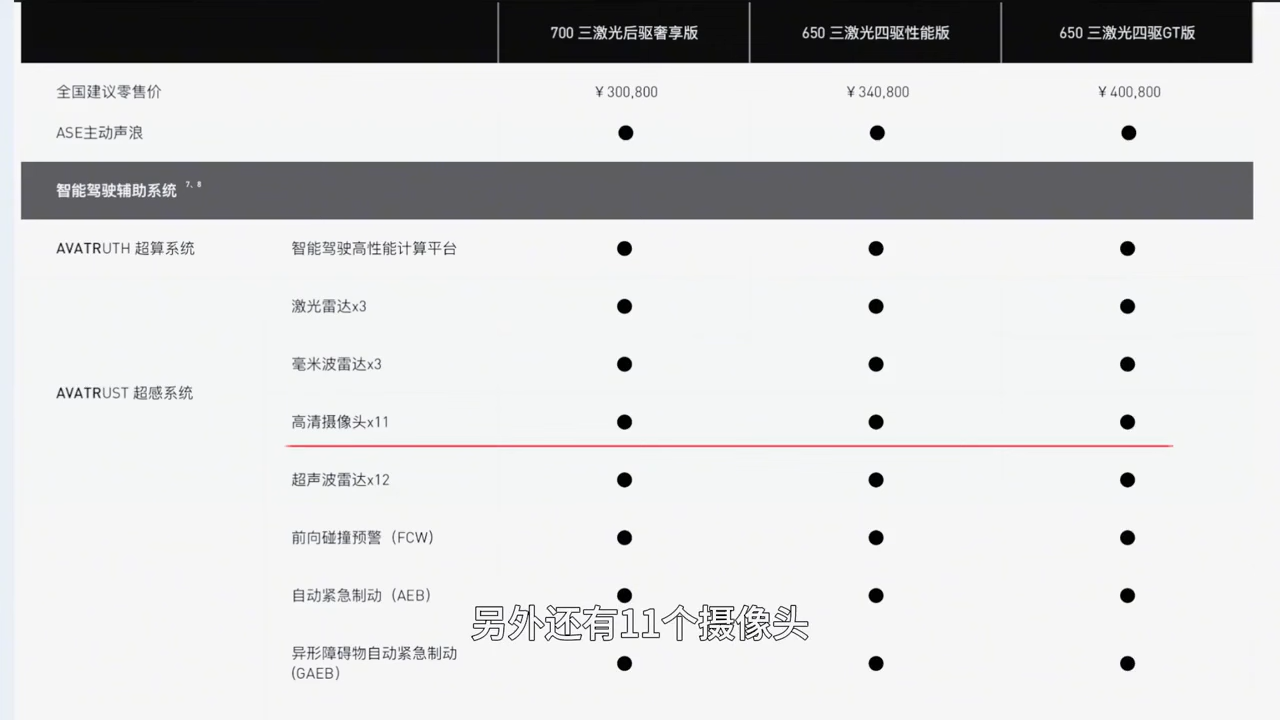 700 三激光后驱奢享版 650 三激光四驱性能版 650 三激光四驱GT版
全国建议零售价 ¥300,800 ¥340,800 ¥400,800
ASE主动声浪 ● ● ●
智能驾驶辅助系统 7、8
AVATRUTH 超算系统 智能驾驶高性能计算平台 ● ● ●
激光雷达x3 ● ● ●
毫米波雷达x3 ● ● ●
AVATRUST 超感系统
高清摄像头x11 ● ● ●
超声波雷达x12 ● ● ●
前向碰撞预警（FCW） ● ● ●
自动紧急制动（AEB） ● ● ●
另外还有11个摄像头
异形障碍物自动紧急制动 ● ● ●
(GAEB)